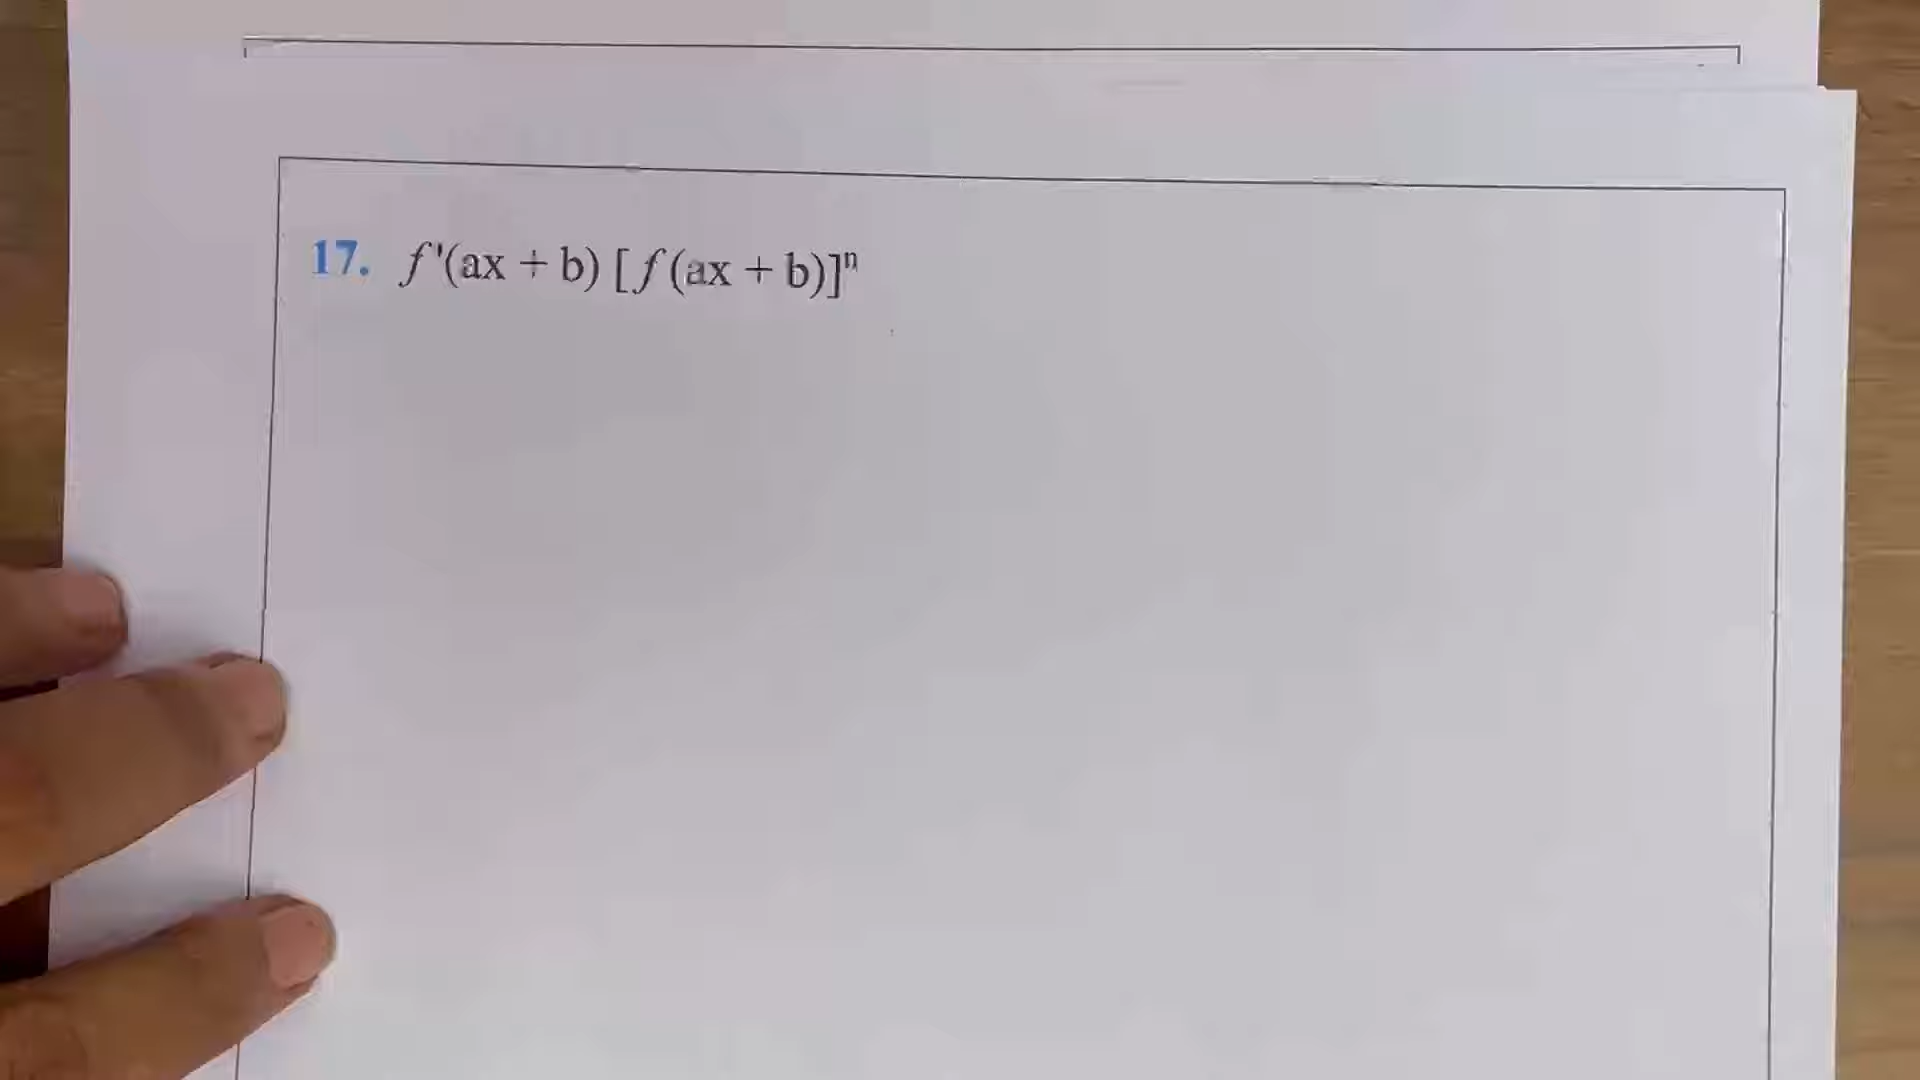 17. f'(ax + b) [f(ax + b)]ⁿ